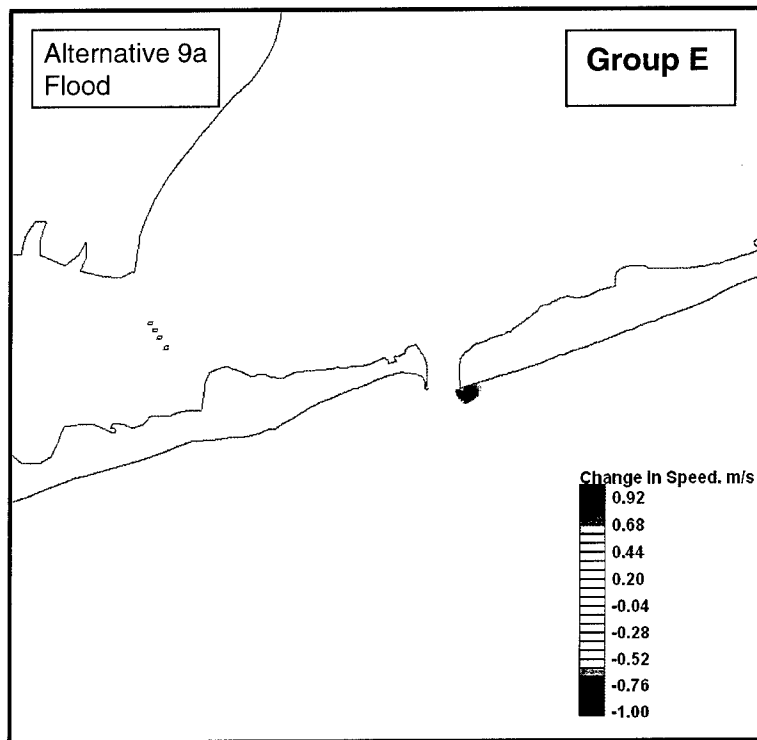 Alternative 9a
Flood
Group E
Change in Speed. m/s
0.92
0.68
0.44
0.20
-0.04
-0.28
-0.52
-0.76
-1.00